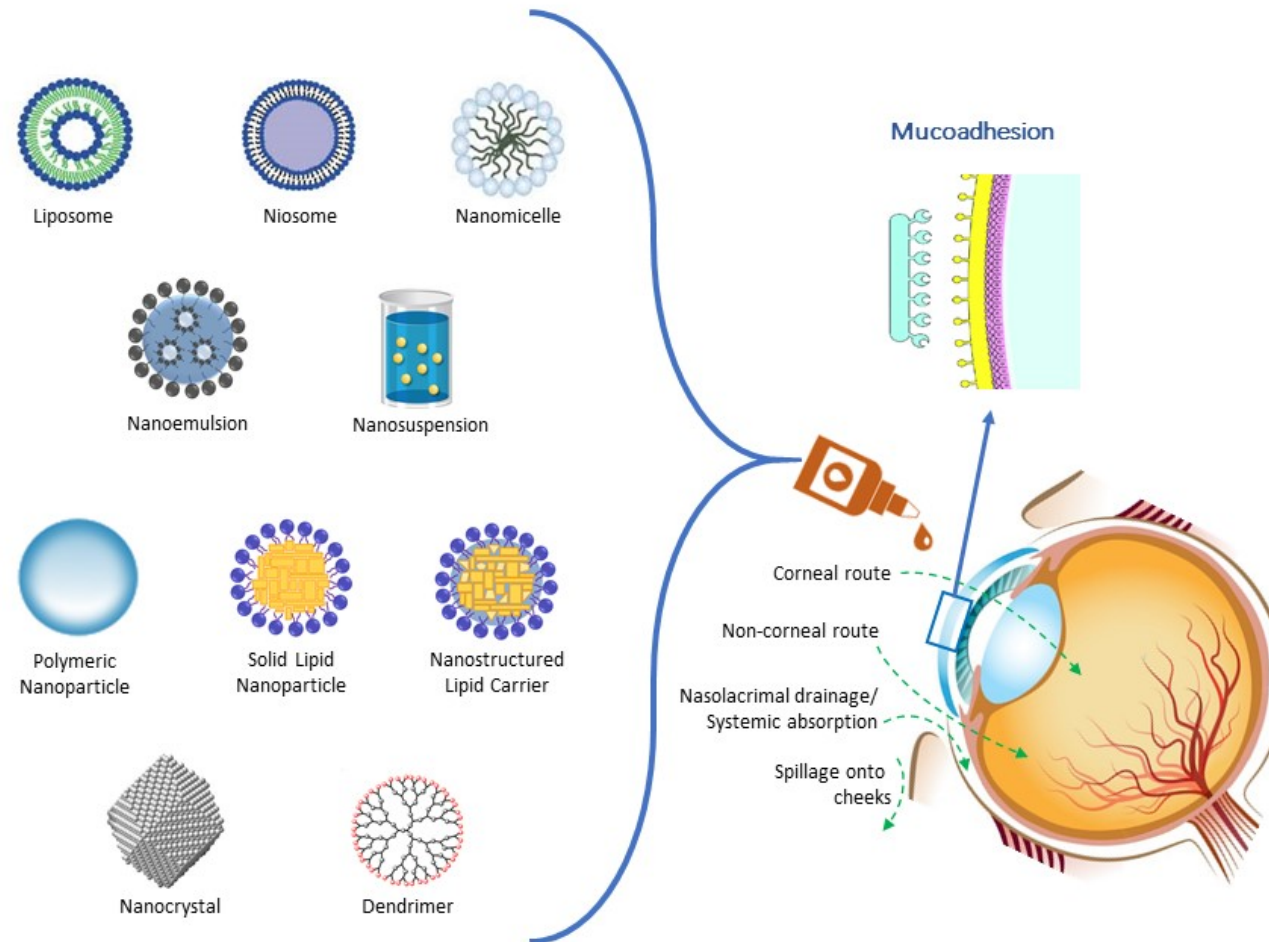 Liposome
Niosome
Nanomicelle
Nanoemulsion
Nanosuspension
Polymeric
Nanoparticle
Solid Lipid
Nanoparticle
Nanostructured
Lipid Carrier
Nanocrystal
Dendrimer
Mucoadhesion
Corneal route
Non-corneal route
Nasolacrimal drainage/
Systemic absorption
Spillage onto
cheeks